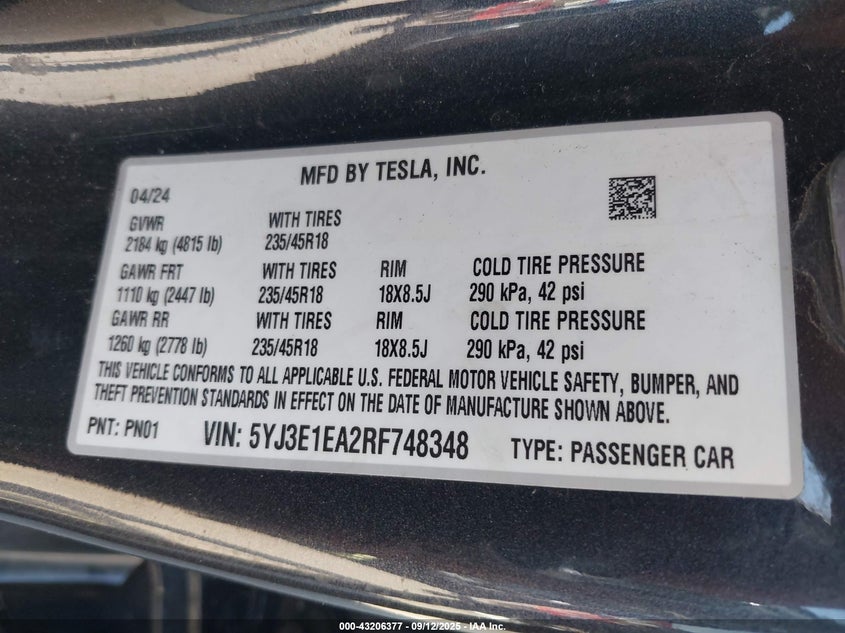 MFD BY TESLA, INC.
04/24
GVWR WITH TIRES
2184 kg (4815 lb) 235/45R18
GAWR FRT WITH TIRES RIM COLD TIRE PRESSURE
1110 kg (2447 lb) 235/45R18 18X8.5J 290 kPa, 42 psi
GAWR RR WITH TIRES RIM COLD TIRE PRESSURE
1260 kg (2778 lb) 235/45R18 18X8.5J 290 kPa, 42 psi
THIS VEHICLE CONFORMS TO ALL APPLICABLE U.S. FEDERAL MOTOR VEHICLE SAFETY, BUMPER, AND
THEFT PREVENTION STANDARDS IN EFFECT ON THE DATE OF MANUFACTURE SHOWN ABOVE.
PNT: PN01 VIN: 5YJ3E1EA2RF748348 TYPE: PASSENGER CAR
000-43206377 - 09/12/2025 - IAA Inc.